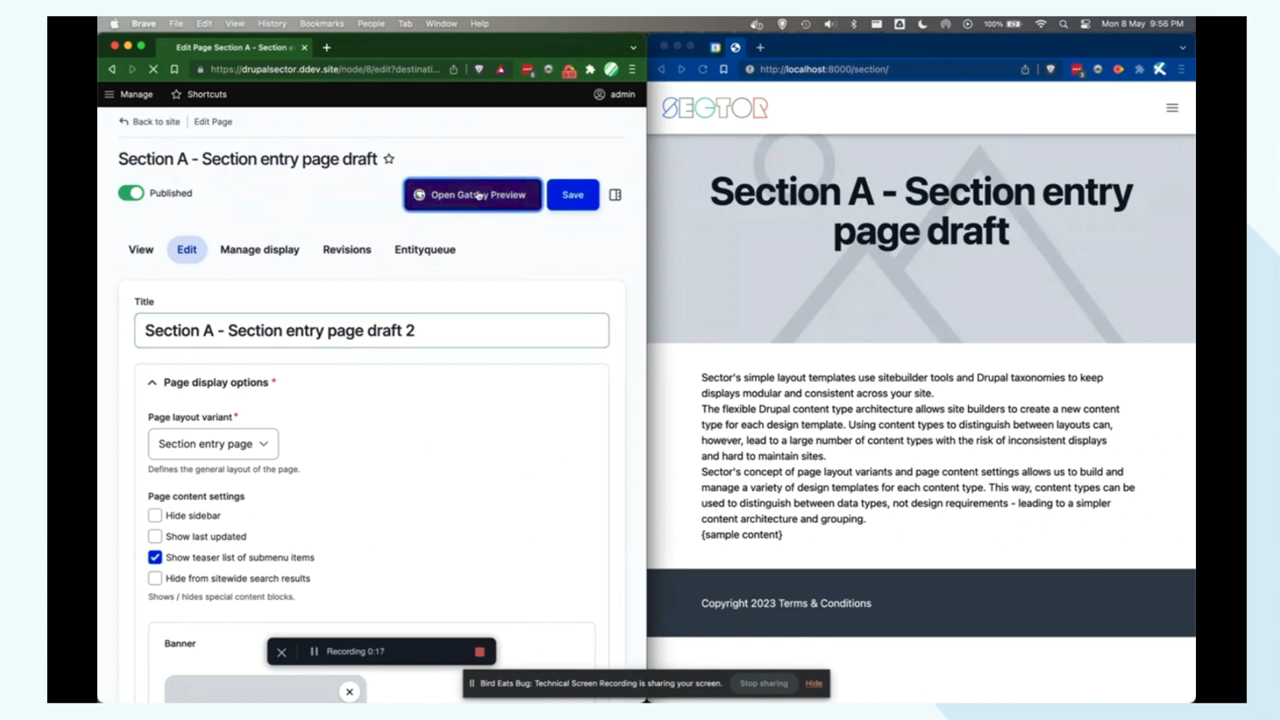 Brave File Edit View History Bookmarks People Tab Window Help
100% Mon 8 May 9:56 PM
Edit Page Section A - Section e
https://drupalsector.ddev.site/node/8/edit?destinati...
Manage Shortcuts admin
Back to site Edit Page
Section A - Section entry page draft
Published
Open Gatsby Preview
Save
View Edit Manage display Revisions Entityqueue
Title
Section A - Section entry page draft 2
Page display options *
Page layout variant *
Section entry page
Defines the general layout of the page.
Page content settings
Hide sidebar
Show last updated
Show teaser list of submenu items
Hide from sitewide search results
Shows / hides special content blocks.
Banner
Recording 0:17
http://localhost:8000/section/
SECTOR
Section A - Section entry
page draft
Sector's simple layout templates use sitebuilder tools and Drupal taxonomies to keep
displays modular and consistent across your site.
The flexible Drupal content type architecture allows site builders to create a new content
type for each design template. Using content types to distinguish between layouts can,
however, lead to a large number of content types with the risk of inconsistent displays
and hard to maintain sites.
Sector's concept of page layout variants and page content settings allows us to build and
manage a variety of design templates for each content type. This way, content types can be
used to distinguish between data types, not design requirements - leading to a simpler
content architecture and grouping.
{sample content}
Copyright 2023 Terms & Conditions
Bird Eats Bug: Technical Screen Recording is sharing your screen. Stop sharing Hide